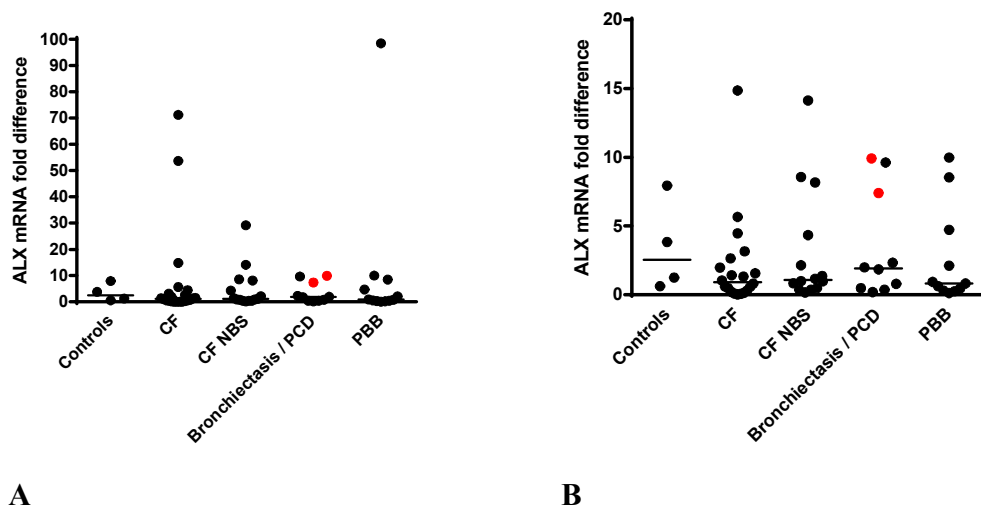 ALX mRNA fold difference
100
90
80
70
60
50
40
30
20
10
0
Controls
CF
CF NBS
Bronchiectasis / PCD
PBB
A
ALX mRNA fold difference
20
15
10
5
0
Controls
CF
CF NBS
Bronchiectasis / PCD
PBB
B